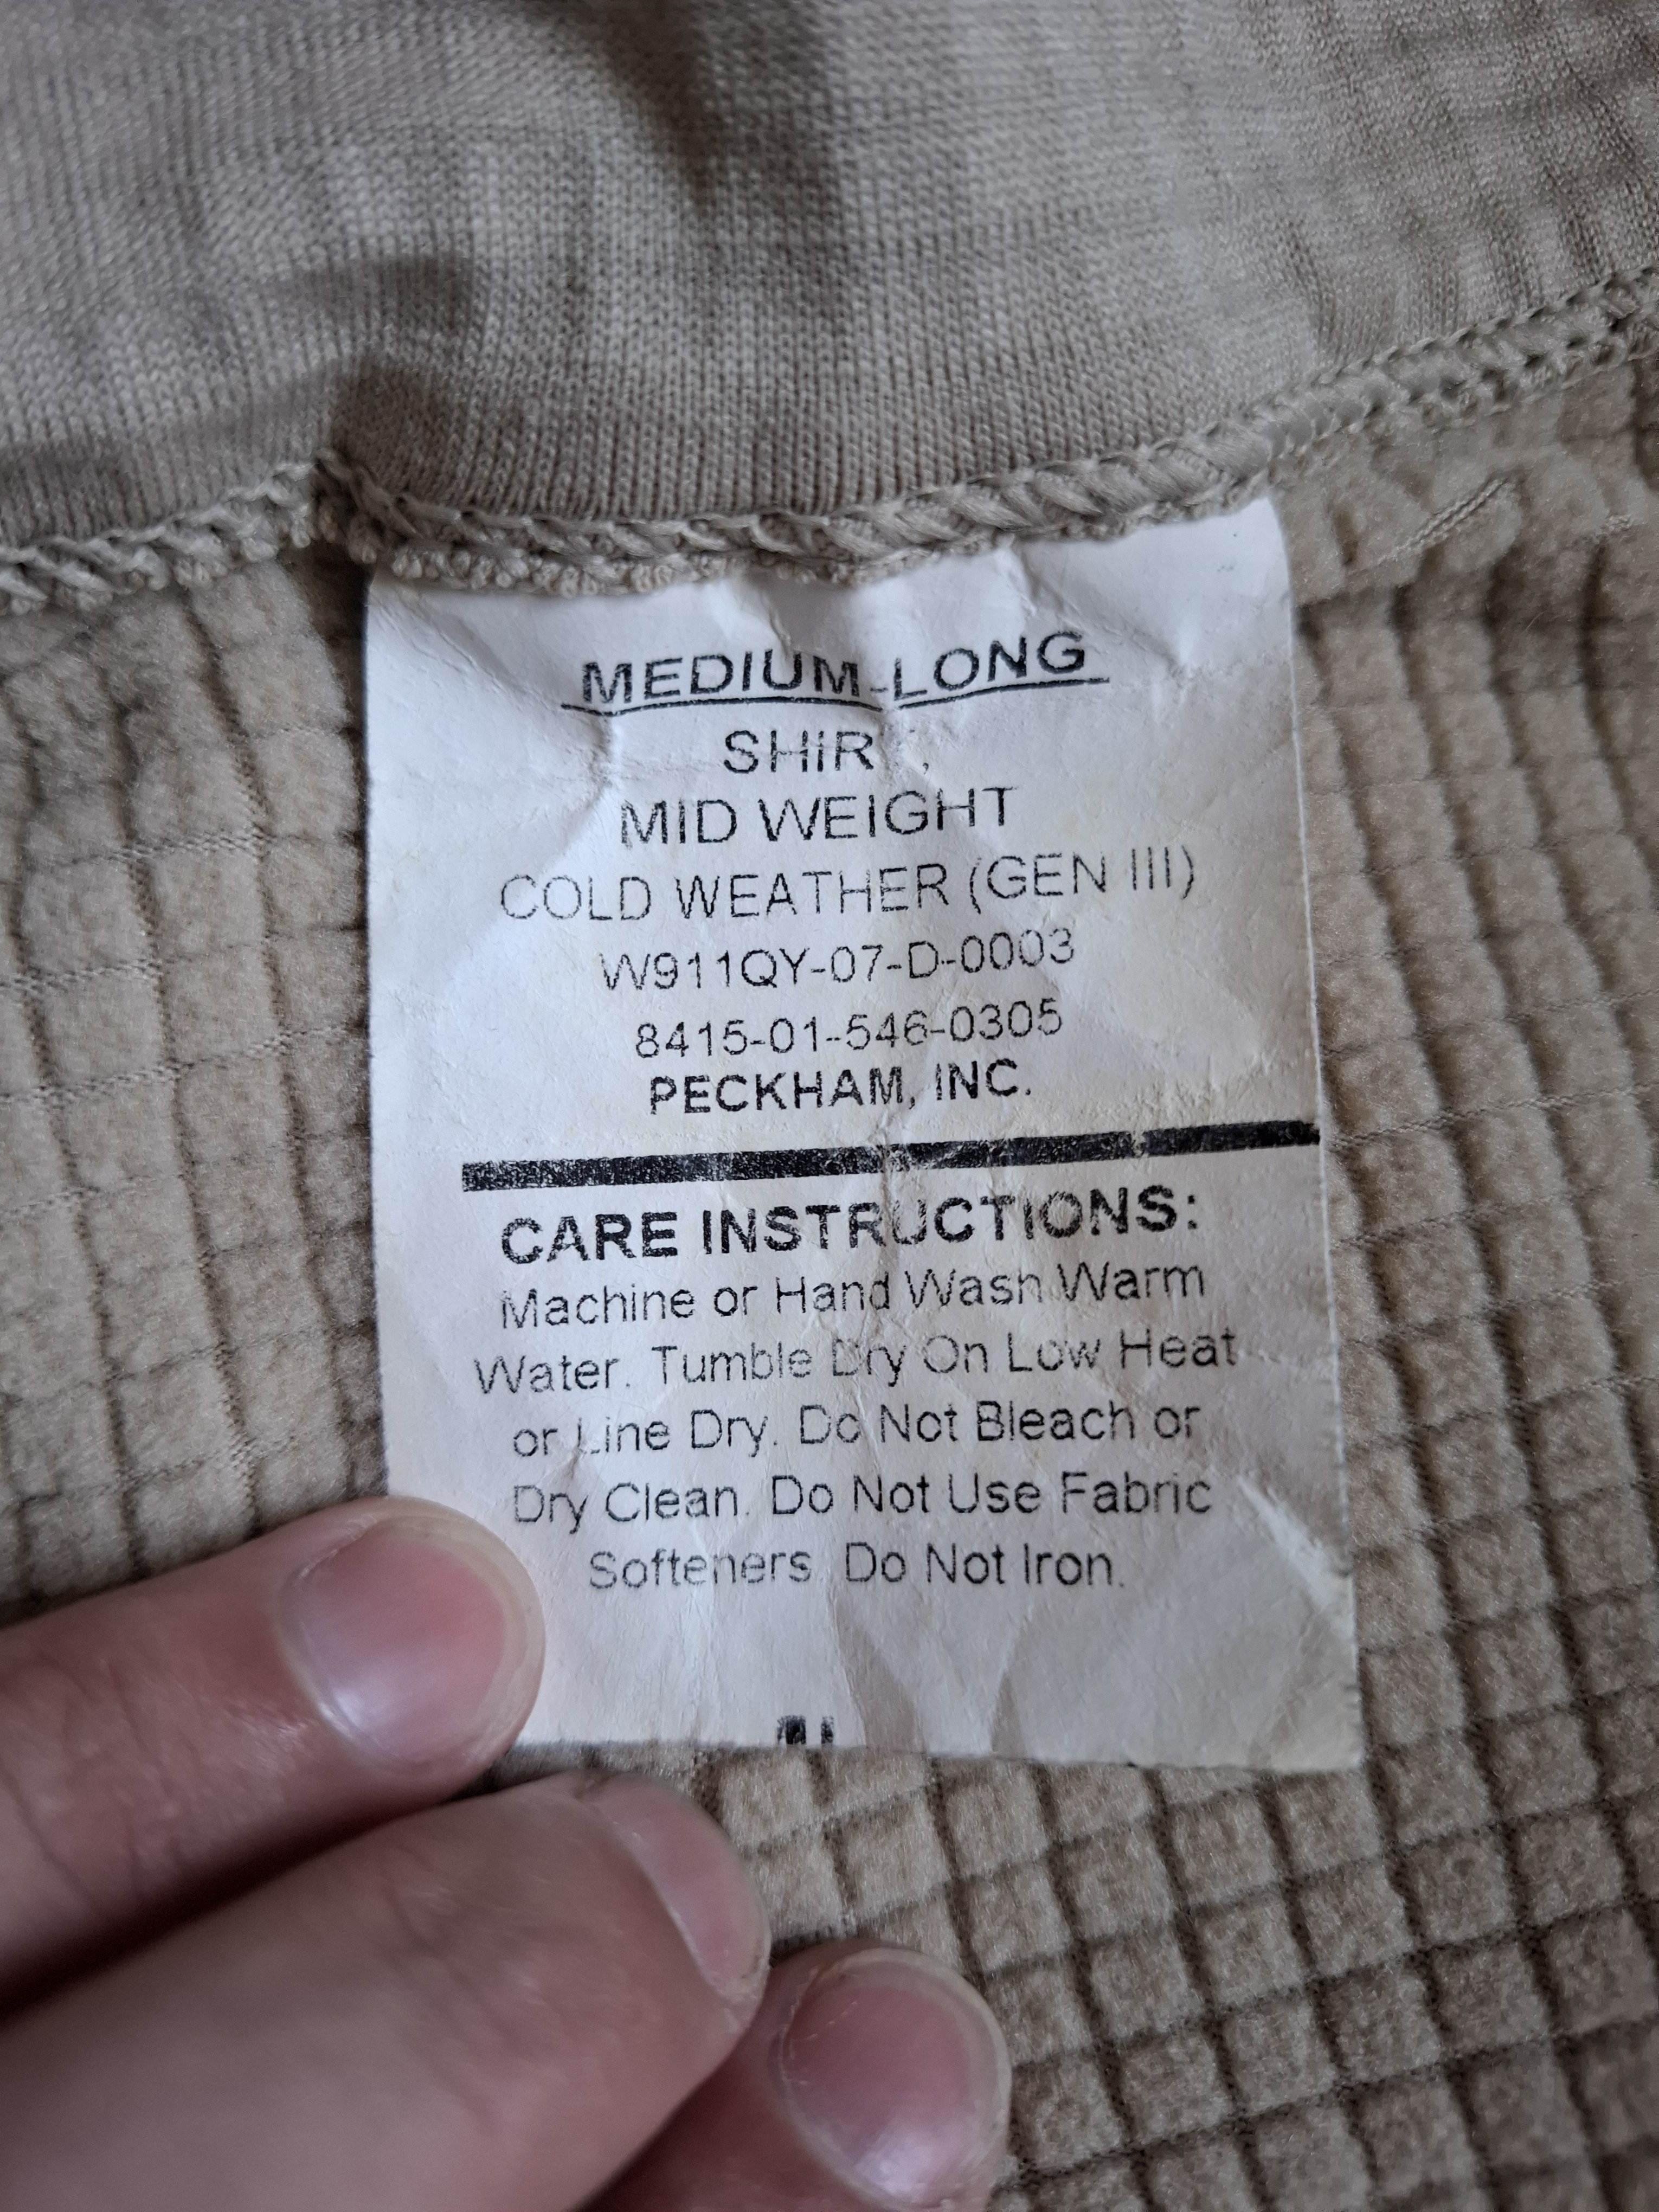 MEDIUM-LONG
SHIRT,
MID WEIGHT
COLD WEATHER (GEN III)
W911QY-07-D-0003
8415-01-546-0305
PECKHAM, INC.
CARE INSTRUCTIONS:
Machine or Hand Wash Warm
Water. Tumble Dry On Low Heat
or Line Dry. Do Not Bleach or
Dry Clean. Do Not Use Fabric
Softeners. Do Not Iron.